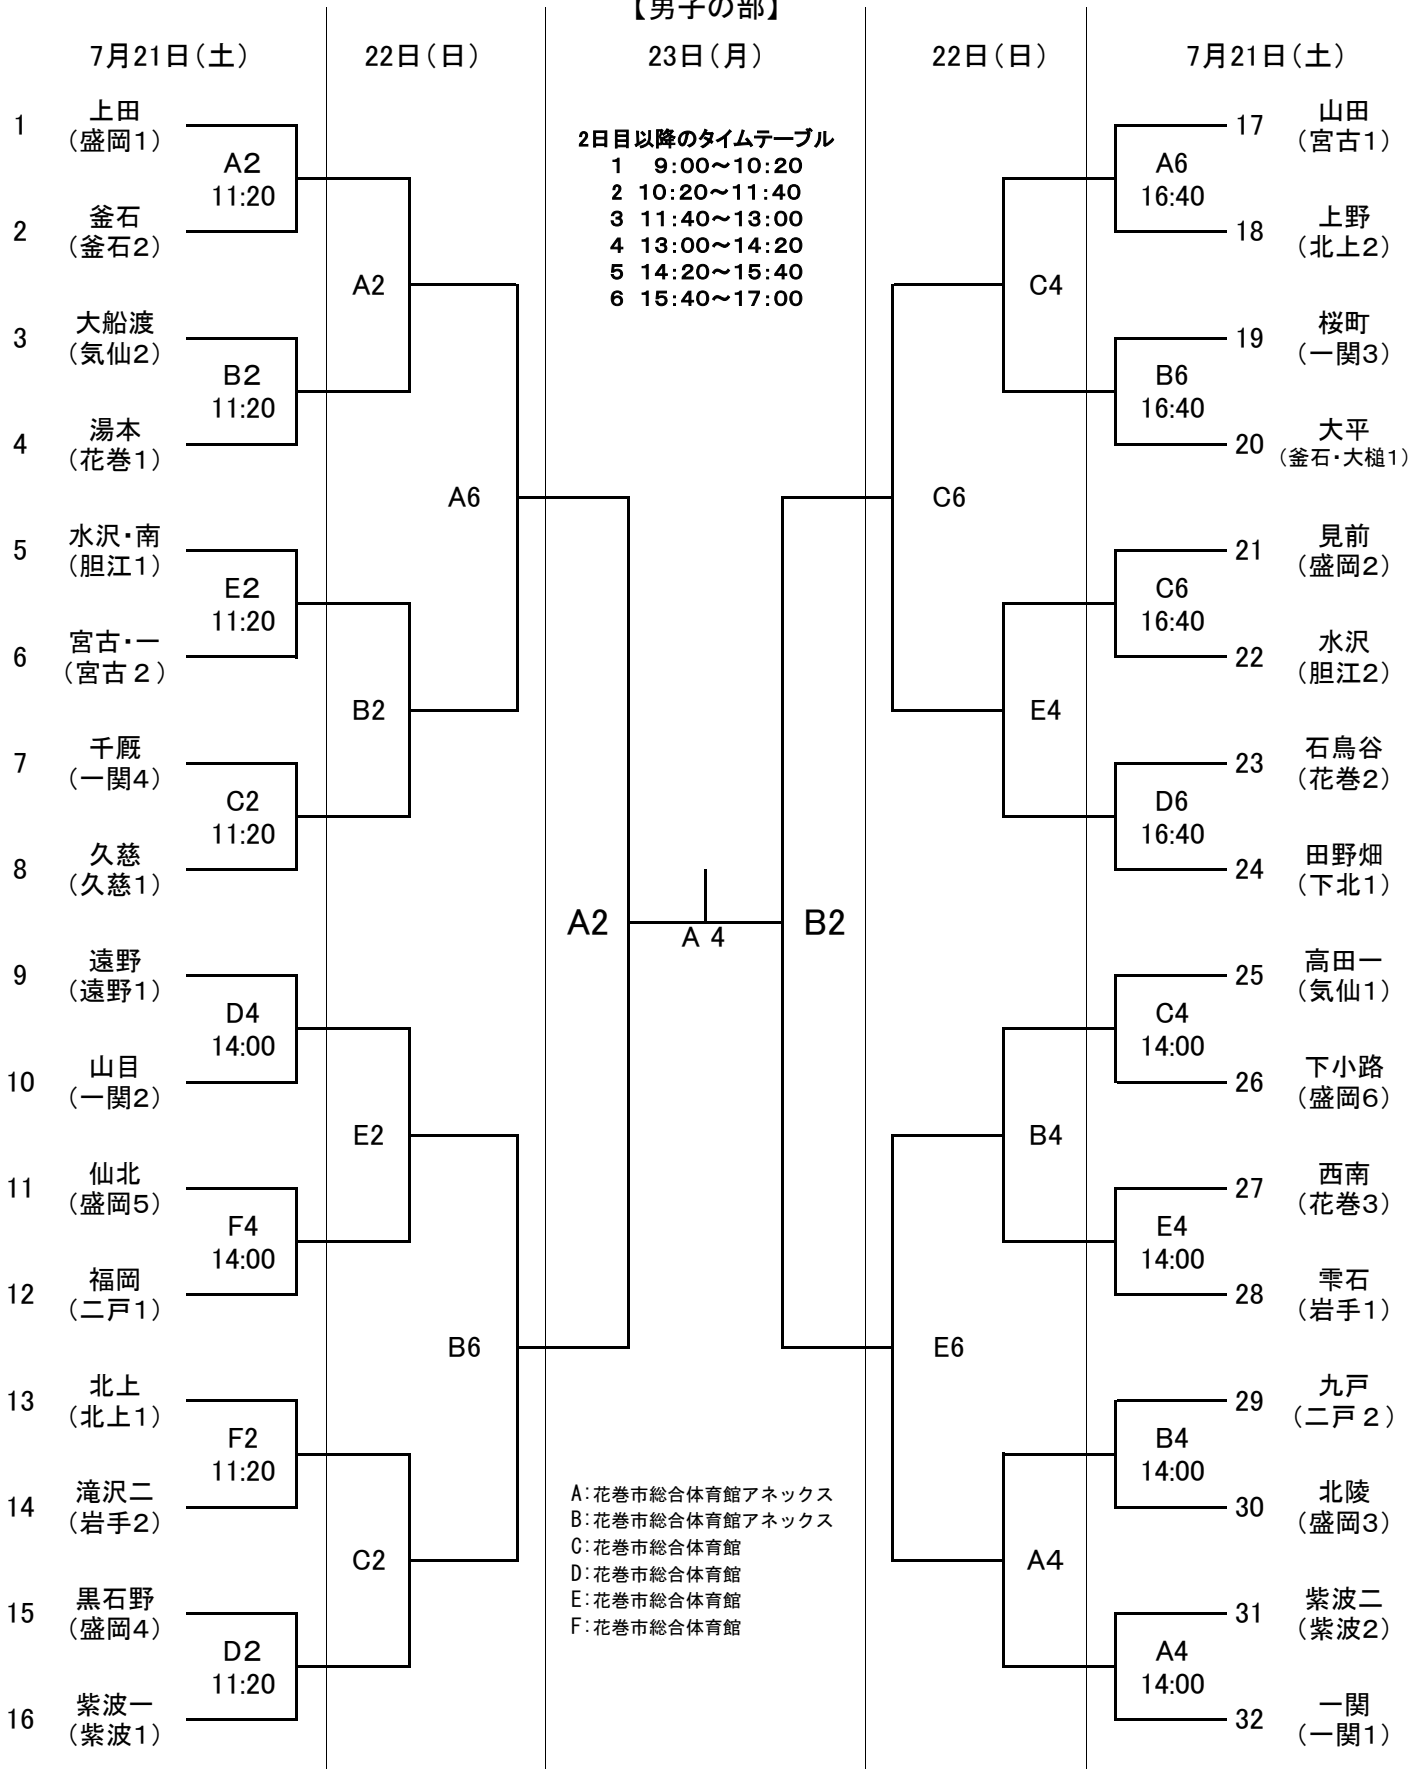 【男子の部】
7月21日(土) 22日(日) 23日(月) 22日(日) 7月21日(土)
2日目以降のタイムテーブル
1 9:00～10:20
2 10:20～11:40
3 11:40～13:00
4 13:00～14:20
5 14:20～15:40
6 15:40～17:00
1 上田
(盛岡1)
A2
11:20
2 釜石
(釜石2)
A2
3 大船渡
(気仙2)
B2
11:20
4 湯本
(花巻1)
A6
5 水沢・南
(胆江1)
E2
11:20
6 宮古・一
(宮古2)
B2
7 千厩
(一関4)
C2
11:20
8 久慈
(久慈1)
A2
A 4
B2
9 遠野
(遠野1)
D4
14:00
10 山目
(一関2)
E2
11 仙北
(盛岡5)
F4
14:00
12 福岡
(二戸1)
B6
13 北上
(北上1)
F2
11:20
14 滝沢二
(岩手2)
C2
15 黒石野
(盛岡4)
D2
11:20
16 紫波一
(紫波1)
17 山田
(宮古1)
A6
16:40
18 上野
(北上2)
C4
19 桜町
(一関3)
B6
16:40
20 大平
(釜石・大槌1)
C6
21 見前
(盛岡2)
C6
16:40
22 水沢
(胆江2)
E4
23 石鳥谷
(花巻2)
D6
16:40
24 田野畑
(下北1)
25 高田一
(気仙1)
C4
14:00
26 下小路
(盛岡6)
B4
27 西南
(花巻3)
E4
14:00
28 雫石
(岩手1)
E6
29 九戸
(二戸2)
B4
14:00
30 北陵
(盛岡3)
A4
31 紫波二
(紫波2)
A4
14:00
32 一関
(一関1)
A:花巻市総合体育館アネックス
B:花巻市総合体育館アネックス
C:花巻市総合体育館
D:花巻市総合体育館
E:花巻市総合体育館
F:花巻市総合体育館